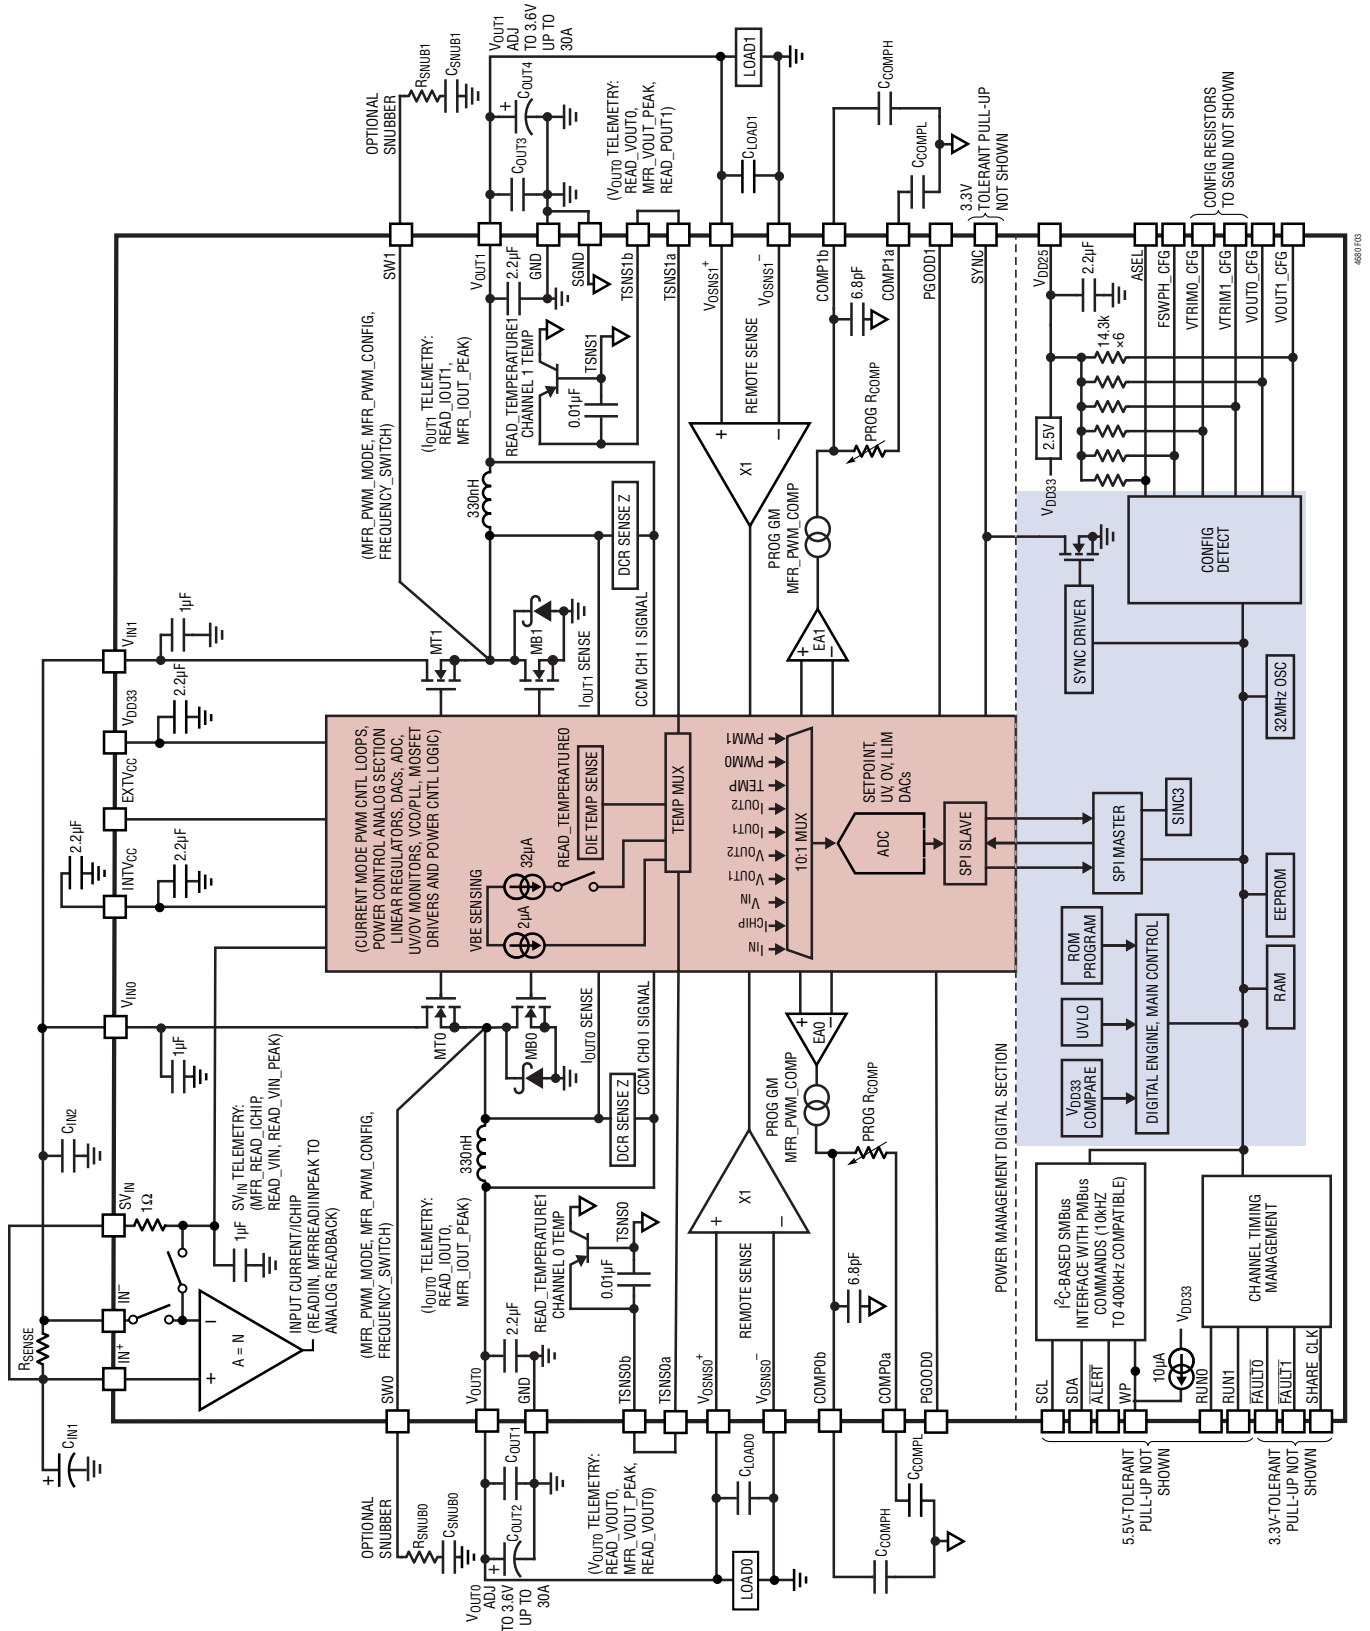 CIN1
+
RSENSE
IN+
IN–
SVIN
1Ω
CIN2
1µF
A = N
+
–
INPUT CURRENT/ICHIP
(READIIN, MFRREADIINPEAK TO
ANALOG READBACK)
SVIN TELEMETRY:
(MFR_READ_ICHIP,
READ_VIN, READ_VIN_PEAK)
VIN0
1µF
INTVCC
2.2µF
2.2µF
EXTVCC
VDD33
2.2µF
VIN1
1µF
OPTIONAL
SNUBBER
RSNUB0
CSNUB0
SW0
(MFR_PWM_MODE, MFR_PWM_CONFIG,
FREQUENCY_SWITCH)
VOUT0
ADJ
TO 3.6V
UP TO
30A
+
COUT2
COUT1
VOUT0
GND
2.2µF
(IOUT0 TELEMETRY:
READ_IOUT0,
MFR_IOUT_PEAK)
330nH
MT0
MB0
(VOUT0 TELEMETRY:
READ_VOUT0,
MFR_VOUT_PEAK,
READ_VOUT0)
TSNS0b
TSNS0a
READ_TEMPERATURE1
CHANNEL 0 TEMP
0.01µF
TSNS0
DCR SENSE Z
IOUT0 SENSE
CCM CH0 I SIGNAL
LOAD0
CLOAD0
VOSNS0+
VOSNS0–
REMOTE SENSE
+
–
X1
CCOMPH
CCOMPL
COMP0b
COMP0a
6.8pF
PROG RCOMP
PROG GM
MFR_PWM_COMP
EA0
+
–
PGOOD0
(CURRENT MODE PWM CNTL LOOPS,
POWER CONTROL ANALOG SECTION
LINEAR REGULATORS, DACs, ADC,
UV/OV MONITORS, VCO/PLL, MOSFET
DRIVERS AND POWER CNTL LOGIC)
VBE SENSING
2µA
32µA
READ_TEMPERATURE0
DIE TEMP SENSE
TEMP MUX
IIN
ICHIP
VIN
VOUT1
VOUT2
IOUT1
IOUT2
TEMP
PWM0
PWM1
10:1 MUX
ADC
SETPOINT,
UV, OV, ILIM
DACs
SPI SLAVE
(MFR_PWM_MODE, MFR_PWM_CONFIG,
FREQUENCY_SWITCH)
SW1
OPTIONAL
SNUBBER
RSNUB1
CSNUB1
MT1
MB1
330nH
(IOUT1 TELEMETRY:
READ_IOUT1,
MFR_IOUT_PEAK)
VOUT1
2.2µF
GND
SGND
COUT3
+
COUT4
VOUT1
ADJ
TO 3.6V
UP TO
30A
IOUT1 SENSE
DCR SENSE Z
CCM CH1 I SIGNAL
READ_TEMPERATURE1
CHANNEL 1 TEMP
0.01µF
TSNS1
TSNS1b
TSNS1a
(VOUT0 TELEMETRY:
READ_VOUT0,
MFR_VOUT_PEAK,
READ_POUT1)
X1
+
–
REMOTE SENSE
VOSNS1+
VOSNS1–
CLOAD1
LOAD1
EA1
+
–
PROG GM
MFR_PWM_COMP
PROG RCOMP
6.8pF
COMP1b
COMP1a
CCOMPH
CCOMPL
PGOOD1
SYNC
3.3V
TOLERANT PULL-UP
NOT SHOWN
POWER MANAGEMENT DIGITAL SECTION
SCL
SDA
ALERT
WP
5.5V-TOLERANT
PULL-UP NOT
SHOWN
I2C-BASED SMBus
INTERFACE WITH PMBus
COMMANDS (10kHZ
TO 400kHZ COMPATIBLE)
10µA
VDD33
RUN0
RUN1
FAULT0
FAULT1
SHARE_CLK
3.3V-TOLERANT
PULL-UP NOT
SHOWN
CHANNEL TIMING
MANAGEMENT
VDD33
COMPARE
UVLO
ROM
PROGRAM
DIGITAL ENGINE, MAIN CONTROL
RAM
EEPROM
SPI MASTER
SINC3
32MHz OSC
SYNC DRIVER
CONFIG
DETECT
VDD33
2.5V
VDD25
2.2µF
14.3k
×6
ASEL
FSWPH_CFG
VTRIM0_CFG
VTRIM1_CFG
VOUT0_CFG
VOUT1_CFG
CONFIG RESISTORS
TO SGND NOT SHOWN
4680 F03